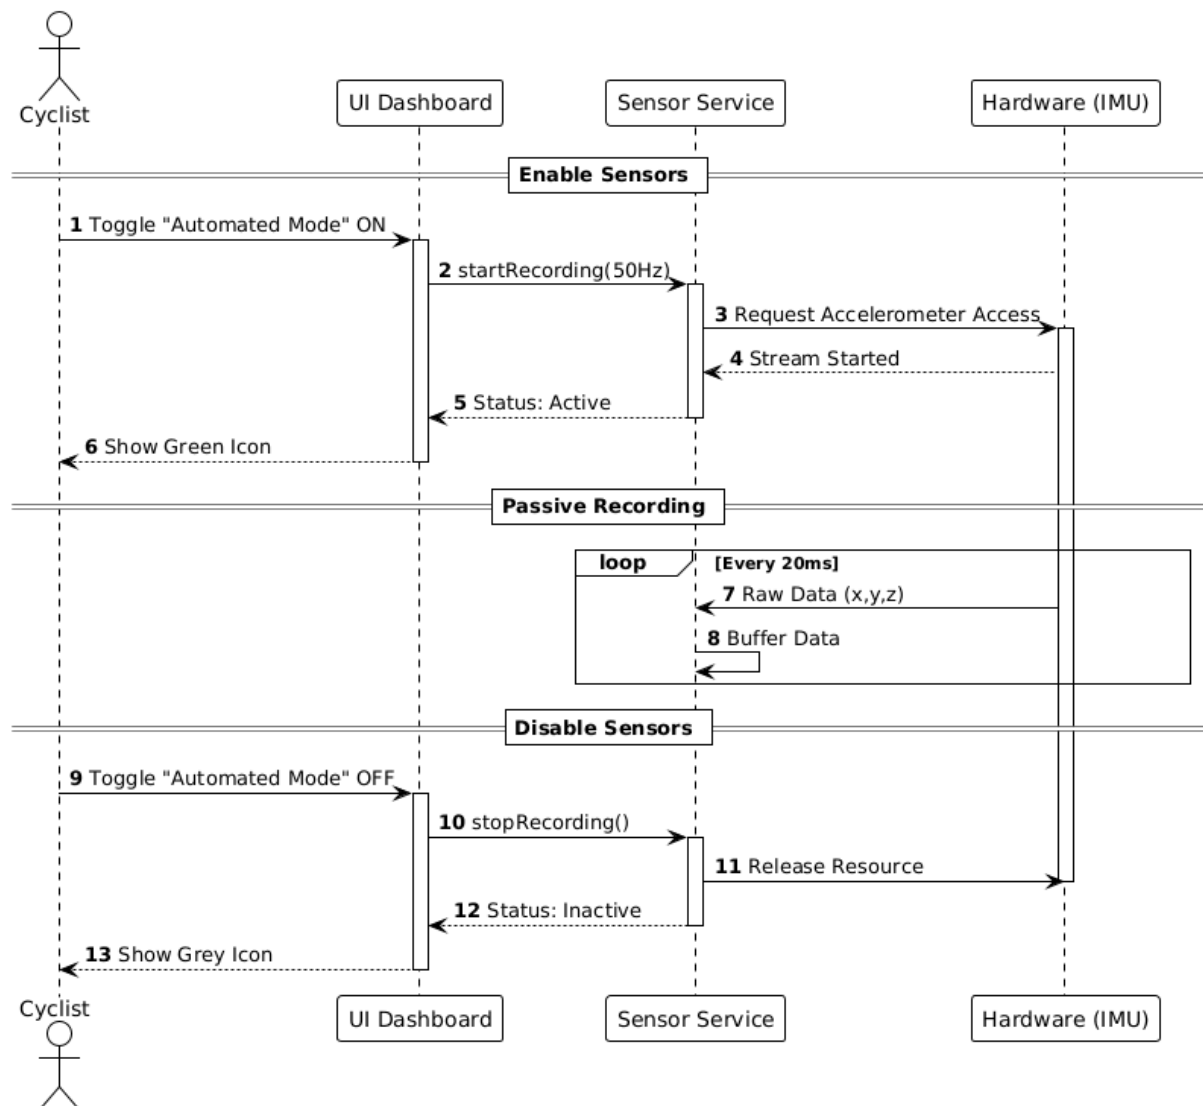 Cyclist
UI Dashboard
Sensor Service
Hardware (IMU)
Enable Sensors
1 Toggle "Automated Mode" ON
2 startRecording(50Hz)
3 Request Accelerometer Access
4 Stream Started
5 Status: Active
6 Show Green Icon
Passive Recording
loop [Every 20ms]
7 Raw Data (x,y,z)
8 Buffer Data
Disable Sensors
9 Toggle "Automated Mode" OFF
10 stopRecording()
11 Release Resource
12 Status: Inactive
13 Show Grey Icon
Cyclist
UI Dashboard
Sensor Service
Hardware (IMU)